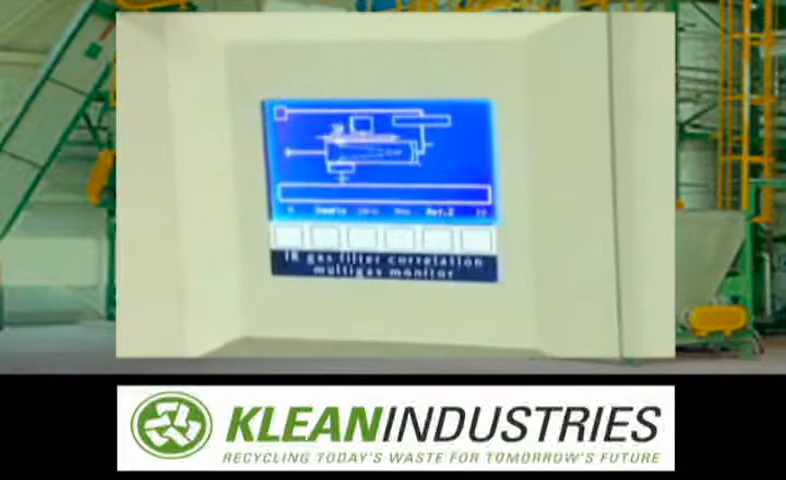 IR gas filter correlation
multigas monitor
KLEANINDUSTRIES
RECYCLING TODAY'S WASTE FOR TOMORROW'S FUTURE